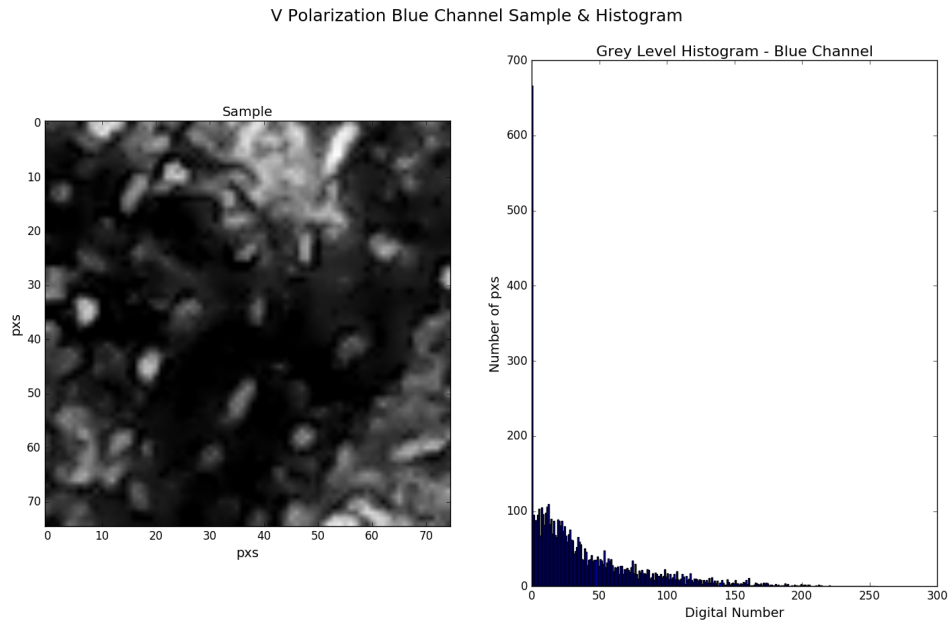 V Polarization Blue Channel Sample & Histogram
Sample
0
10
20
30
40
50
60
70
pxs
0 10 20 30 40 50 60 70
pxs
Grey Level Histogram - Blue Channel
700
600
500
400
300
200
100
0
Number of pxs
0 50 100 150 200 250 300
Digital Number